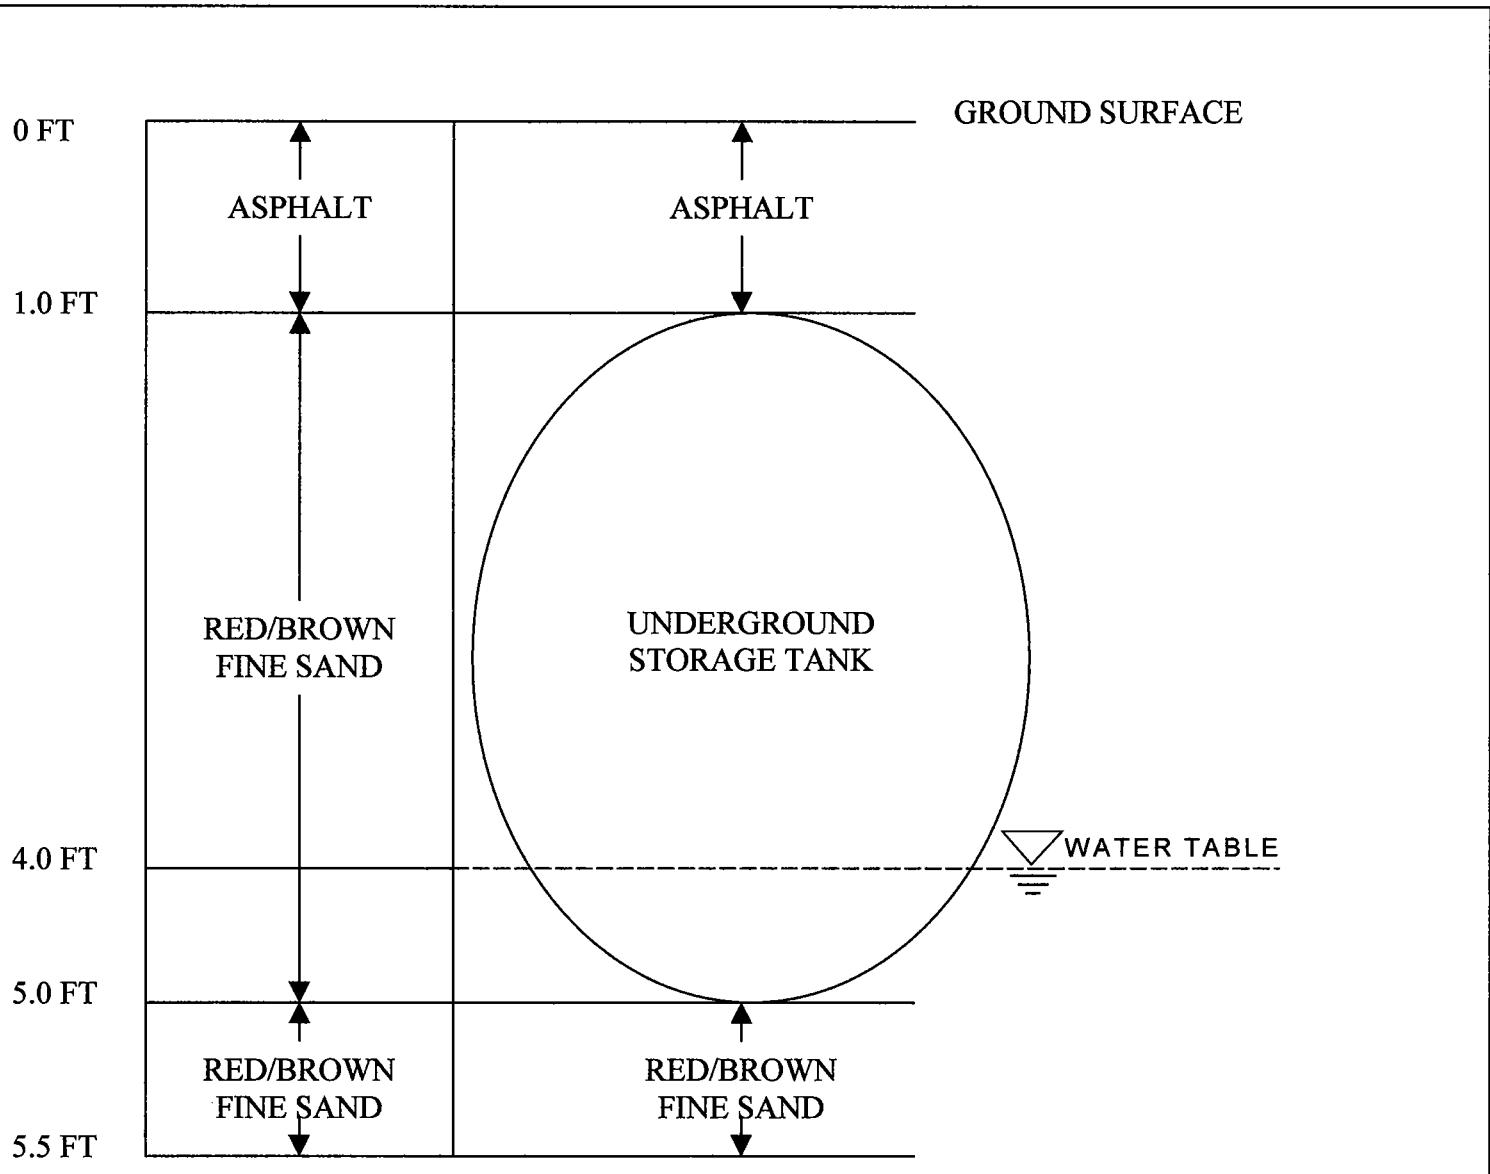 GROUND SURFACE
0 FT
ASPHALT
ASPHALT
1.0 FT
RED/BROWN
FINE SAND
UNDERGROUND
STORAGE TANK
4.0 FT
WATER TABLE
5.0 FT
RED/BROWN
FINE SAND
RED/BROWN
FINE SAND
5.5 FT